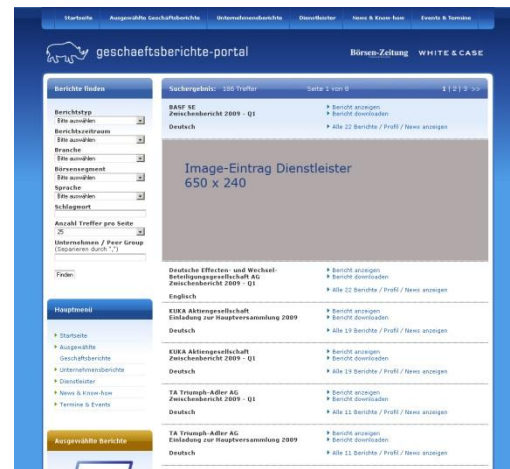 Startseite Ausgewählte Geschäftsberichte Unternehmensberichte Dienstleister News & Know-how Events & Termine
geschaeftsberichte-portal Börsen-Zeitung WHITE & CASE
Berichte finden
Berichtstyp
Bitte auswählen
Berichtszeitraum
Bitte auswählen
Branche
Bitte auswählen
Börsensegment
Bitte auswählen
Sprache
Bitte auswählen
Schlagwort
Anzahl Treffer pro Seite
25
Unternehmen / Peer Group
(Separieren durch ",")
Finden
Hauptmenü
Startseite
Ausgewählte
Geschäftsberichte
Unternehmensberichte
Dienstleister
News & Know-how
Termine & Events
Ausgewählte Berichte
Suchergebnis: 186 Treffer Seite 1 von 8 1 | 2 | 3 >>
BASF SE
Zwischenbericht 2009 - Q1
Deutsch
Bericht anzeigen
Bericht downloaden
Alle 22 Berichte / Profil / News anzeigen
Image-Eintrag Dienstleister
650 x 240
Deutsche Effecten- und Wechsel-
Beteiligungsgesellschaft AG
Zwischenbericht 2009 - Q1
Englisch
Bericht anzeigen
Bericht downloaden
Alle 22 Berichte / Profil / News anzeigen
KUKA Aktiengesellschaft
Einladung zur Hauptversammlung 2009
Deutsch
Bericht anzeigen
Bericht downloaden
Alle 19 Berichte / Profil / News anzeigen
KUKA Aktiengesellschaft
Zwischenbericht 2009 - Q1
Deutsch
Bericht anzeigen
Bericht downloaden
Alle 19 Berichte / Profil / News anzeigen
TA Triumph-Adler AG
Zwischenbericht 2009 - Q1
Deutsch
Bericht anzeigen
Bericht downloaden
Alle 11 Berichte / Profil / News anzeigen
TA Triumph-Adler AG
Einladung zur Hauptversammlung 2009
Deutsch
Bericht anzeigen
Bericht downloaden
Alle 11 Berichte / Profil / News anzeigen